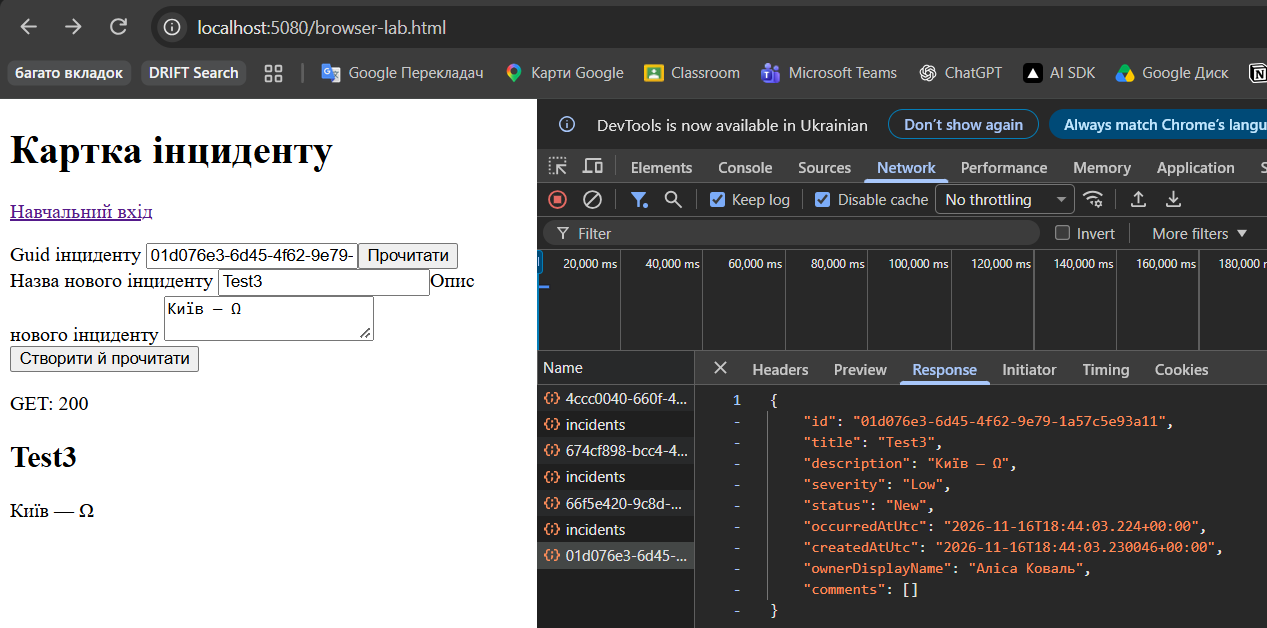 localhost:5080/browser-lab.html
багато вкладок DRIFT Search Google Перекладач Карти Google Classroom Microsoft Teams ChatGPT AI SDK Google Диск
Картка інциденту
Навчальний вхід
Guid інциденту 01d076e3-6d45-4f62-9e79- Прочитати
Назва нового інциденту Test3 Опис
нового інциденту Київ — Ω
Створити й прочитати
GET: 200
Test3
Київ — Ω
DevTools is now available in Ukrainian Don't show again Always match Chrome's langu
Elements Console Sources Network Performance Memory Application S
Keep log Disable cache No throttling
Filter Invert More filters
20,000 ms 40,000 ms 60,000 ms 80,000 ms 100,000 ms 120,000 ms 140,000 ms 160,000 ms 180,000 m
Name Headers Preview Response Initiator Timing Cookies
4ccc0040-660f-4...
incidents
674cf898-bcc4-4...
incidents
66f5e420-9c8d-...
incidents
01d076e3-6d45-...
1 {
- "id": "01d076e3-6d45-4f62-9e79-1a57c5e93a11",
- "title": "Test3",
- "description": "Київ — Ω",
- "severity": "Low",
- "status": "New",
- "occurredAtUtc": "2026-11-16T18:44:03.224+00:00",
- "createdAtUtc": "2026-11-16T18:44:03.230046+00:00",
- "ownerDisplayName": "Аліса Коваль",
- "comments": []
- }